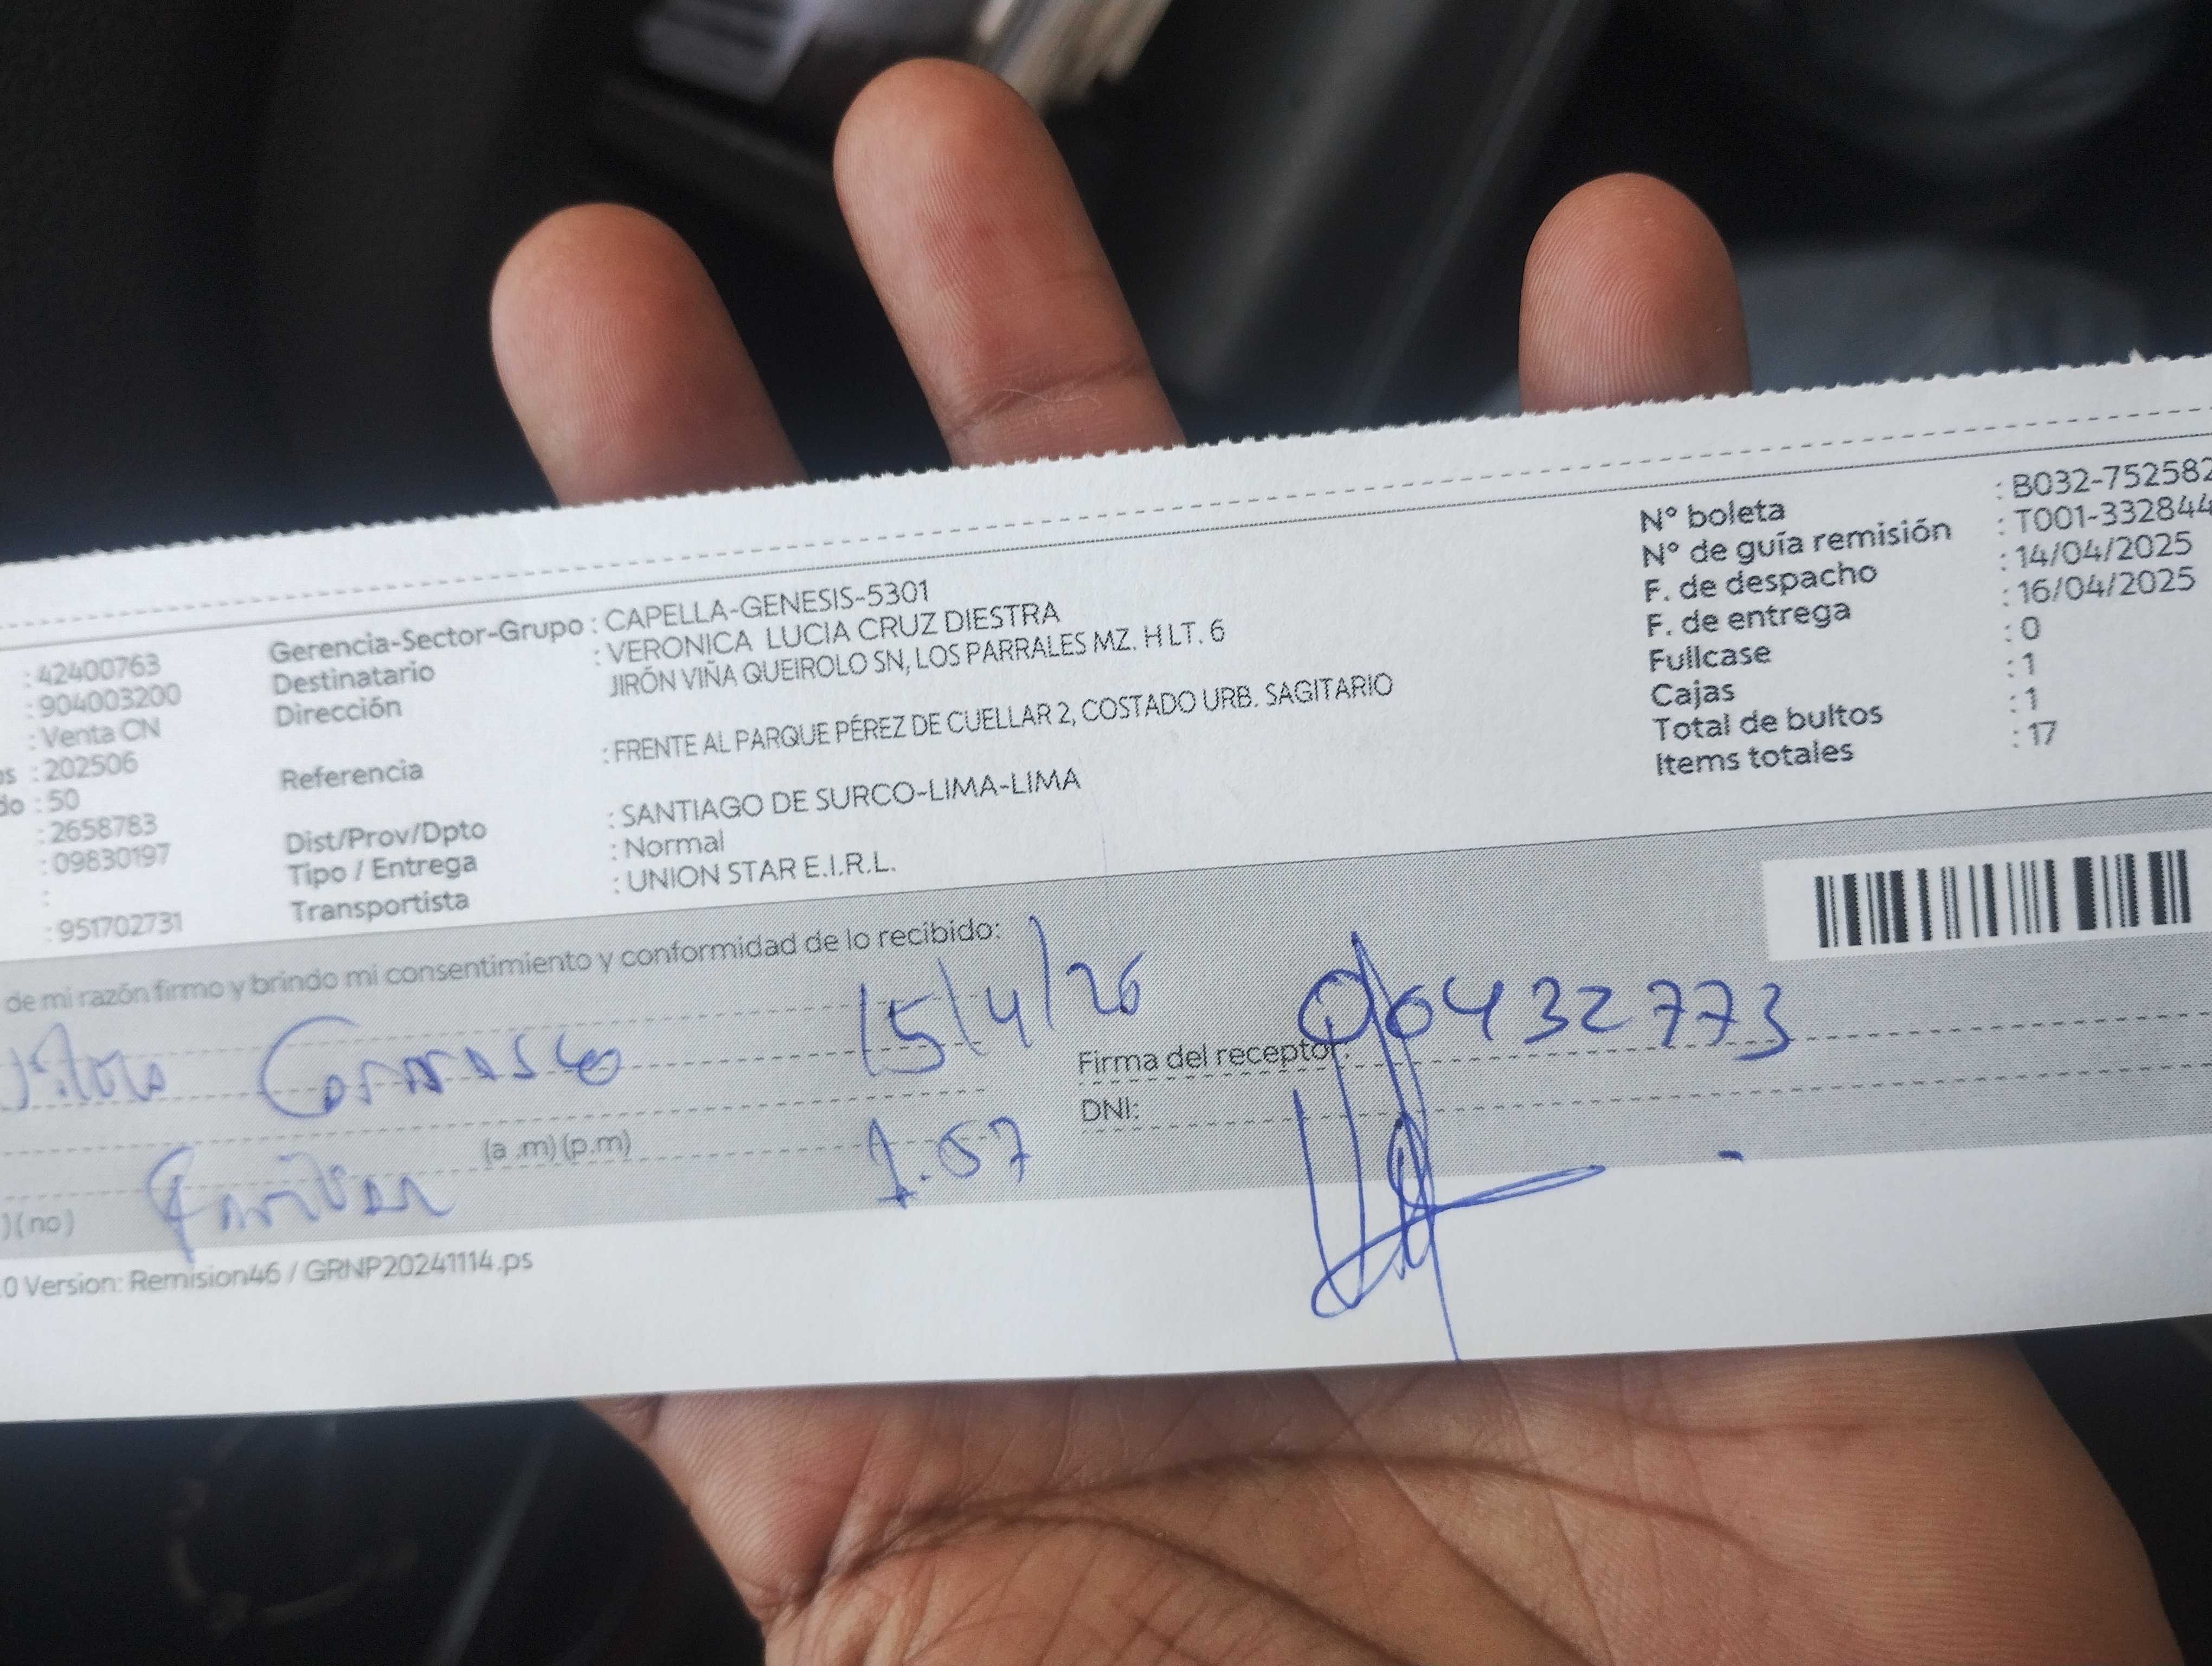 : 42400763
: 904003200
: Venta CN
: 202506
do : 50
: 2658783
: 09830197
:
: 951702731
Gerencia-Sector-Grupo : CAPELLA-GENESIS-5301
Destinatario : VERONICA LUCIA CRUZ DIESTRA
Dirección JIRÓN VIÑA QUEIROLO SN, LOS PARRALES MZ. H LT. 6
Referencia : FRENTE AL PARQUE PÉREZ DE CUELLAR 2, COSTADO URB. SAGITARIO
Dist/Prov/Dpto : SANTIAGO DE SURCO-LIMA-LIMA
Tipo / Entrega : Normal
Transportista : UNION STAR E.I.R.L.
N° boleta : B032-752582
N° de guía remisión : T001-332844
F. de despacho : 14/04/2025
F. de entrega : 16/04/2025
Fullcase : 0
Cajas : 1
Total de bultos : 1
Items totales : 17
de mi razón firmo y brindo mi consentimiento y conformidad de lo recibido:
Carrasco 15/4/26 06432773
Firma del receptor:
(a .m) (p.m) DNI:
)(no)
.0 Version: Remision46 / GRNP20241114.ps